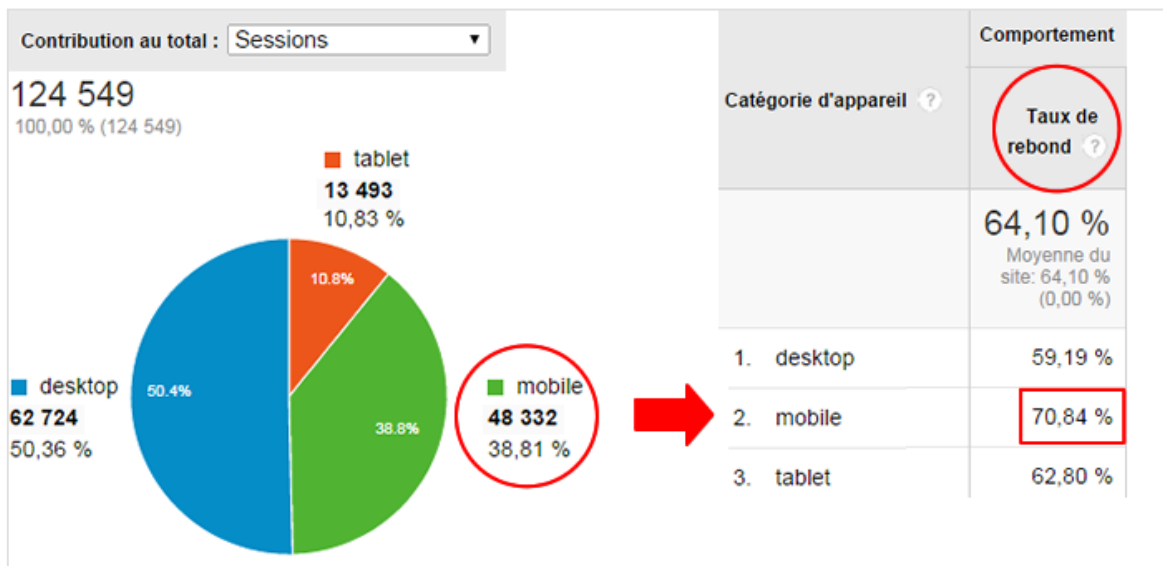 Contribution au total : Sessions
124 549
100,00 % (124 549)
tablet
13 493
10,83 %
10.8%
desktop
62 724
50,36 %
50.4%
38.8%
mobile
48 332
38,81 %
Comportement
Catégorie d'appareil ?
Taux de
rebond ?
64,10 %
Moyenne du
site: 64,10 %
(0,00 %)
1. desktop 59,19 %
2. mobile 70,84 %
3. tablet 62,80 %